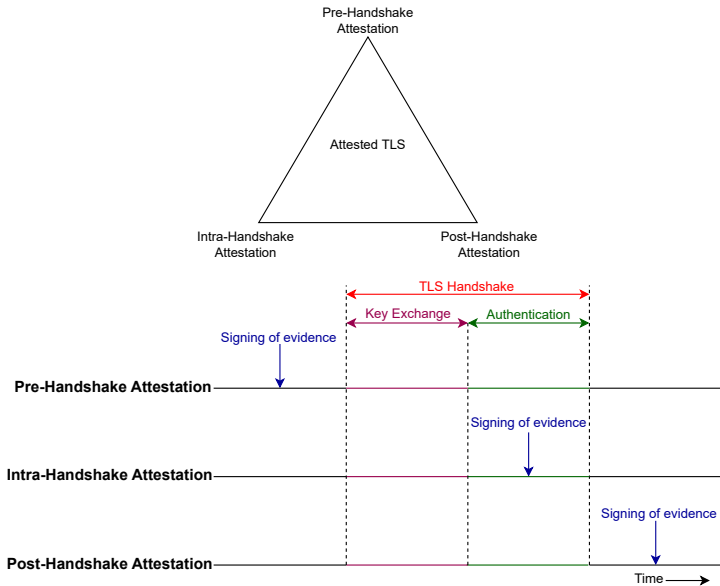 Pre-Handshake
Attestation
Attested TLS
Intra-Handshake
Attestation
Post-Handshake
Attestation
TLS Handshake
Key Exchange
Authentication
Signing of evidence
Pre-Handshake Attestation
Signing of evidence
Intra-Handshake Attestation
Signing of evidence
Post-Handshake Attestation
Time